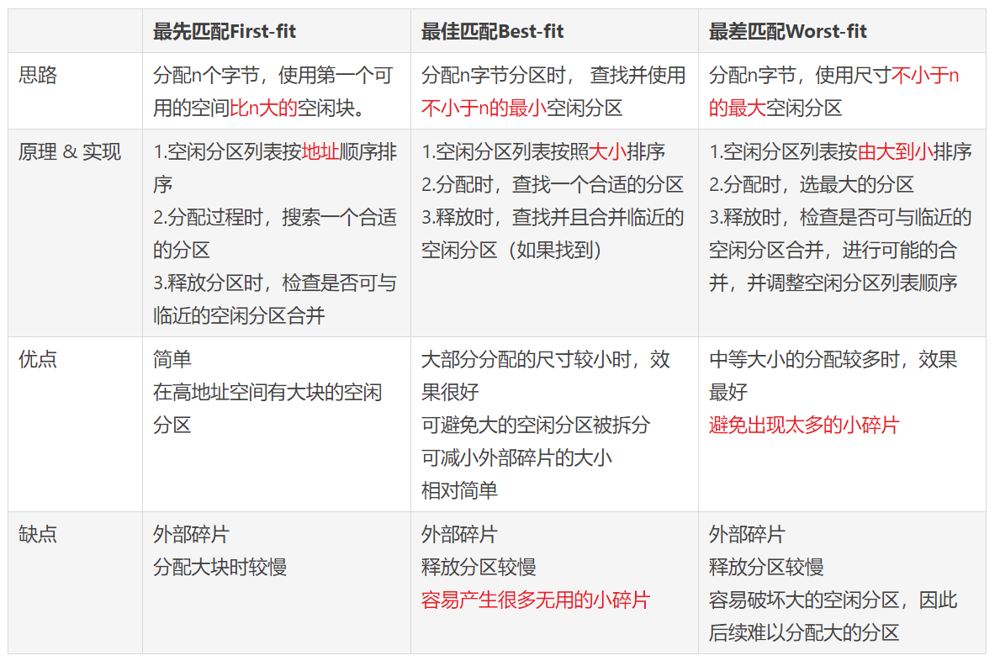 最先匹配First-fit
最佳匹配Best-fit
最差匹配Worst-fit
思路
分配n个字节，使用第一个可
用的空间比n大的空闲块。
分配n字节分区时， 查找并使用
不小于n的最小空闲分区
分配n字节，使用尺寸不小于n
的最大空闲分区
原理 & 实现
1.空闲分区列表按地址顺序排
序
2.分配过程时，搜索一个合适
的分区
3.释放分区时，检查是否可与
临近的空闲分区合并
1.空闲分区列表按照大小排序
2.分配时，查找一个合适的分区
3.释放时，查找并且合并临近的
空闲分区（如果找到）
1.空闲分区列表按由大到小排序
2.分配时，选最大的分区
3.释放时，检查是否可与临近的
空闲分区合并，进行可能的合
并，并调整空闲分区列表顺序
优点
简单
在高地址空间有大块的空闲
分区
大部分分配的尺寸较小时，效
果很好
可避免大的空闲分区被拆分
可减小外部碎片的大小
相对简单
中等大小的分配较多时，效果
最好
避免出现太多的小碎片
缺点
外部碎片
分配大块时较慢
外部碎片
释放分区较慢
容易产生很多无用的小碎片
外部碎片
释放分区较慢
容易破坏大的空闲分区，因此
后续难以分配大的分区